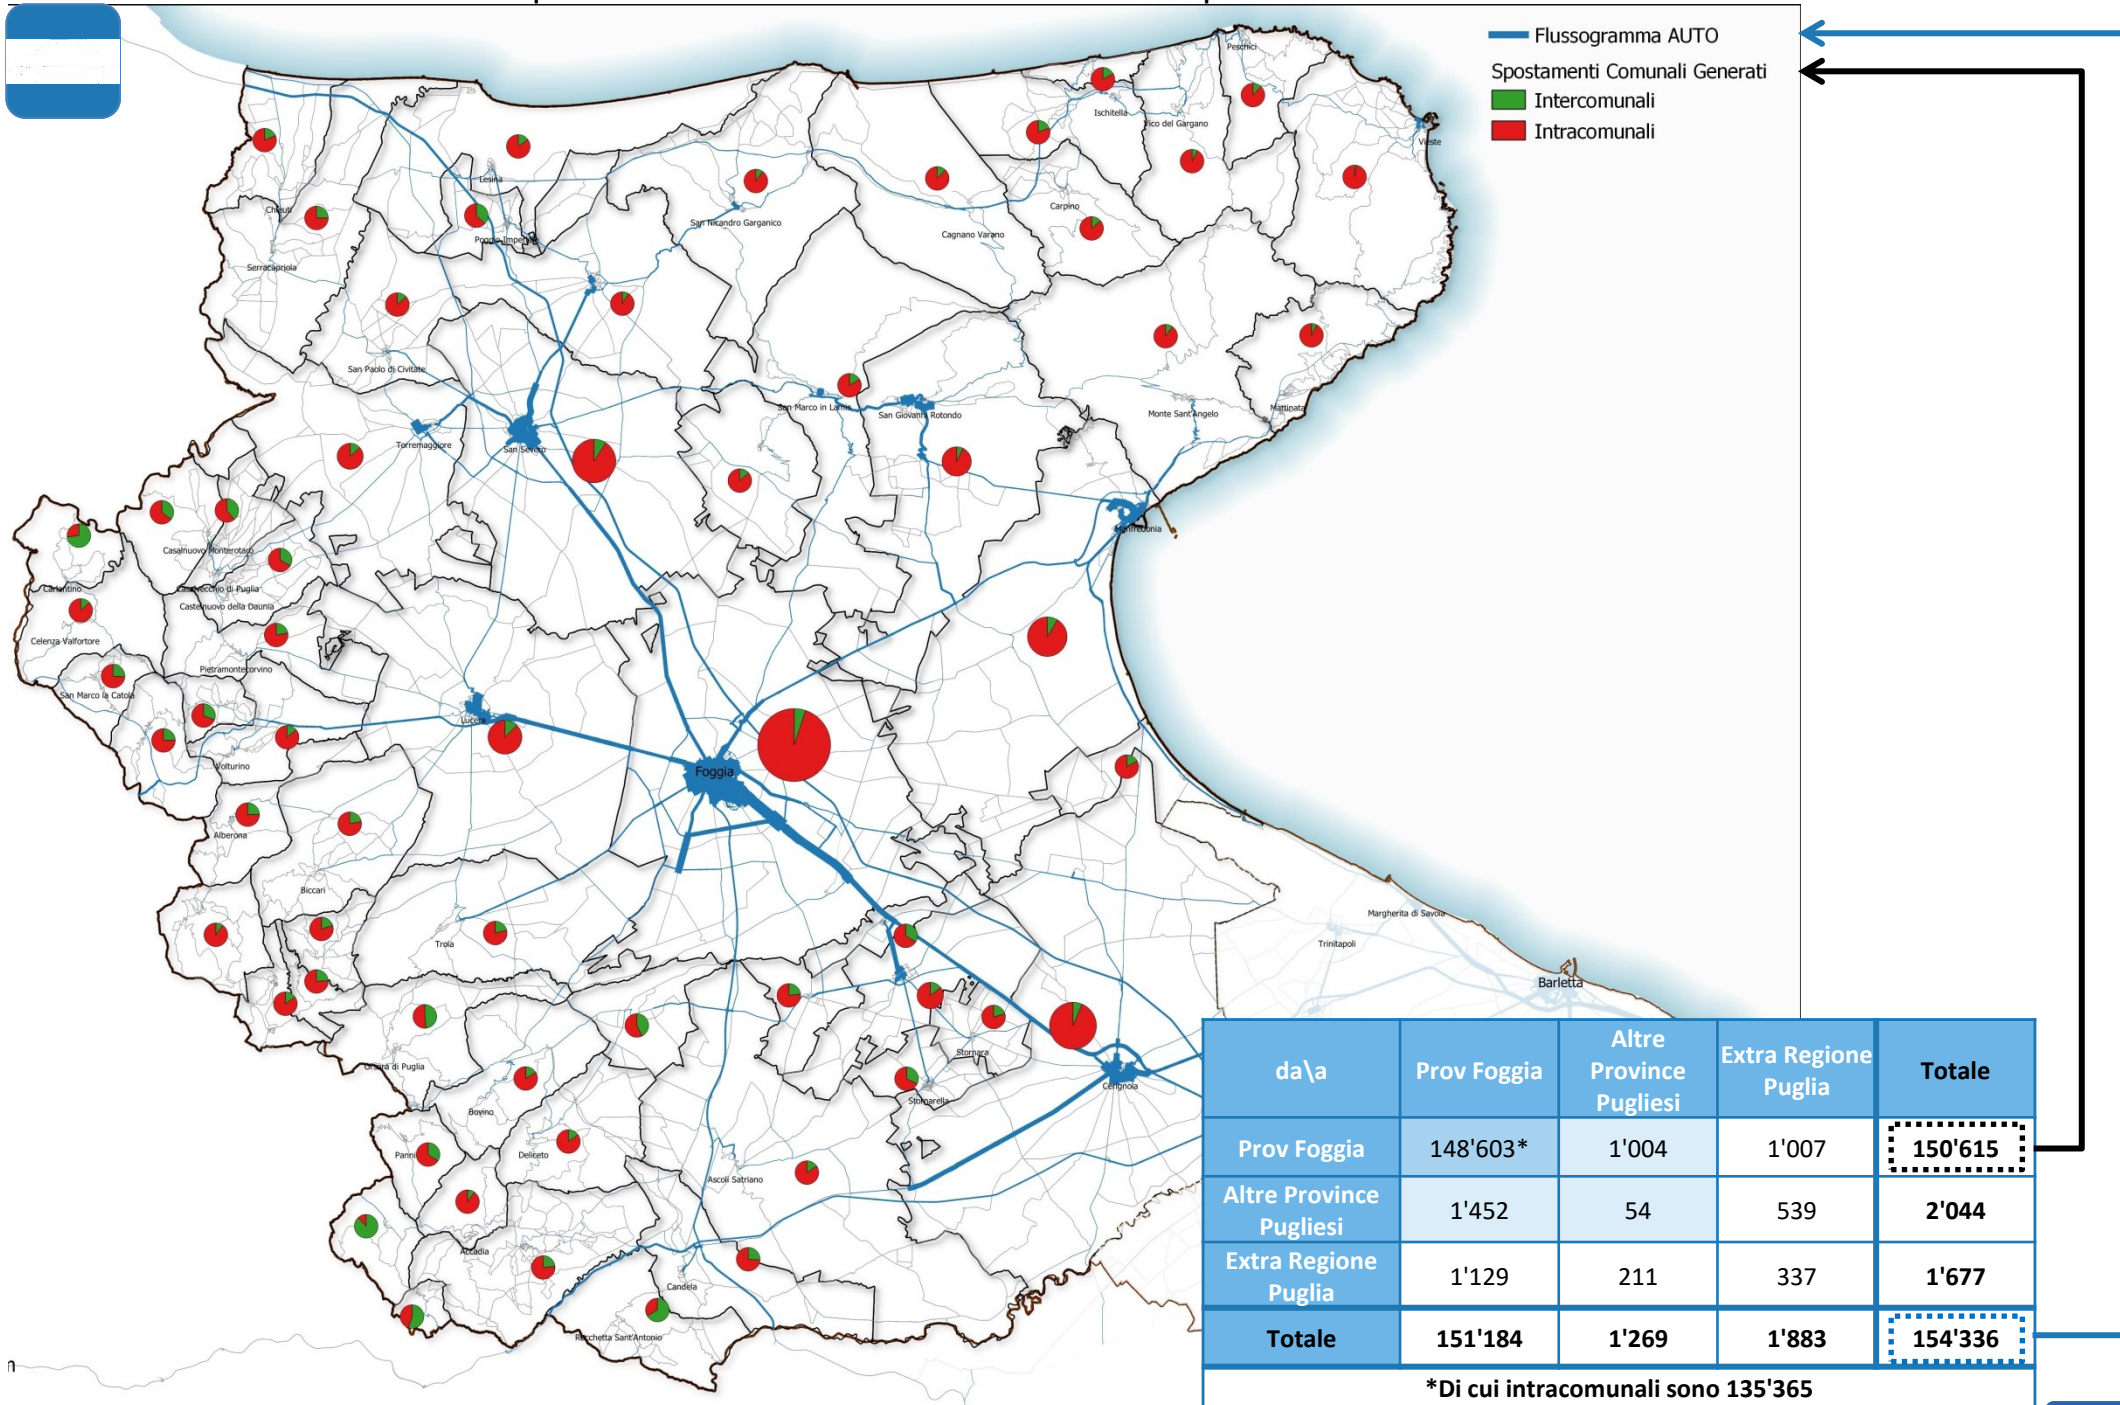 Flussogramma AUTO
Spostamenti Comunali Generati
Intercomunali
Intracomunali
Peschici
Ischitella
Vico del Gargano
Vieste
Lesina
Chieuti
Poggio Imperiale
San Nicandro Garganico
Carpino
Cagnano Varano
Serracapriola
San Paolo di Civitate
San Marco in Lamis
San Giovanni Rotondo
Monte Sant'Angelo
Mattinata
Torremaggiore
San Severo
Manfredonia
Casalnuovo Monterotaro
Carlantino
Casalvecchio di Puglia
Castelnuovo della Daunia
Celenza Valfortore
Pietramontecorvino
San Marco la Catola
Lucera
Volturino
Foggia
Alberona
Biccari
Troia
Margherita di Savoia
Trinitapoli
Barletta
Orsara di Puglia
Stornara
Bovino
Stornarella
Cerignola
Panni
Deliceto
Ascoli Satriano
Accadia
Candela
Rocchetta Sant'Antonio
n
da\a Prov Foggia Altre Province Pugliesi Extra Regione Puglia Totale
Prov Foggia 148'603* 1'004 1'007 150'615
Altre Province Pugliesi 1'452 54 539 2'044
Extra Regione Puglia 1'129 211 337 1'677
Totale 151'184 1'269 1'883 154'336
*Di cui intracomunali sono 135'365